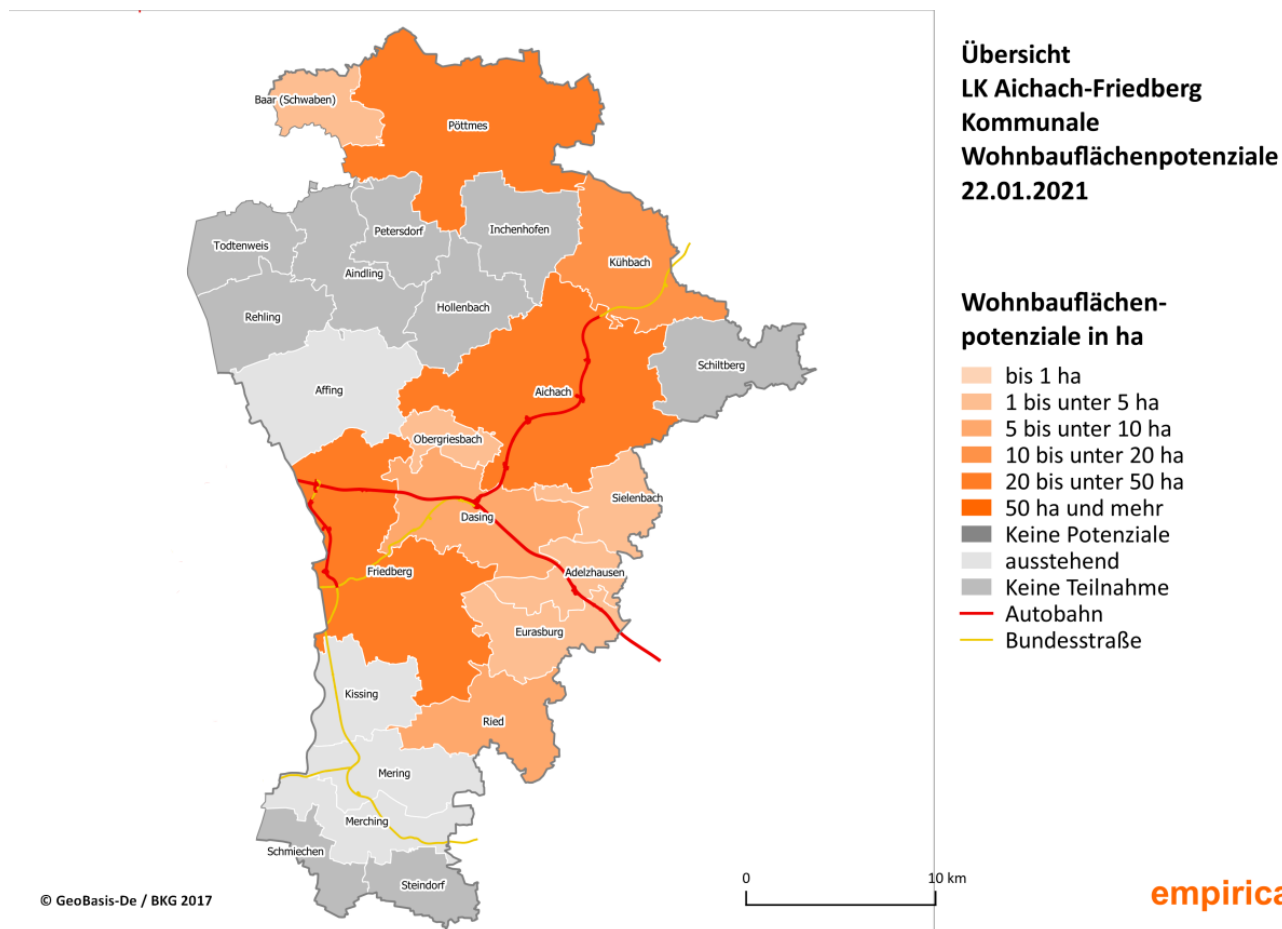 Übersicht
LK Aichach-Friedberg
Kommunale
Wohnbauflächenpotenziale
22.01.2021
Wohnbauflächen-
potenziale in ha
bis 1 ha
1 bis unter 5 ha
5 bis unter 10 ha
10 bis unter 20 ha
20 bis unter 50 ha
50 ha und mehr
Keine Potenziale
ausstehend
Keine Teilnahme
Autobahn
Bundesstraße
Baar (Schwaben)
Pöttmes
Petersdorf
Inchenhofen
Todtenweis
Aindling
Kühbach
Hollenbach
Rehling
Schiltberg
Affing
Aichach
Obergriesbach
Sielenbach
Dasing
Friedberg
Adelzhausen
Eurasburg
Kissing
Ried
Mering
Merching
Schmiechen
Steindorf
0
10 km
© GeoBasis-De / BKG 2017
empirica